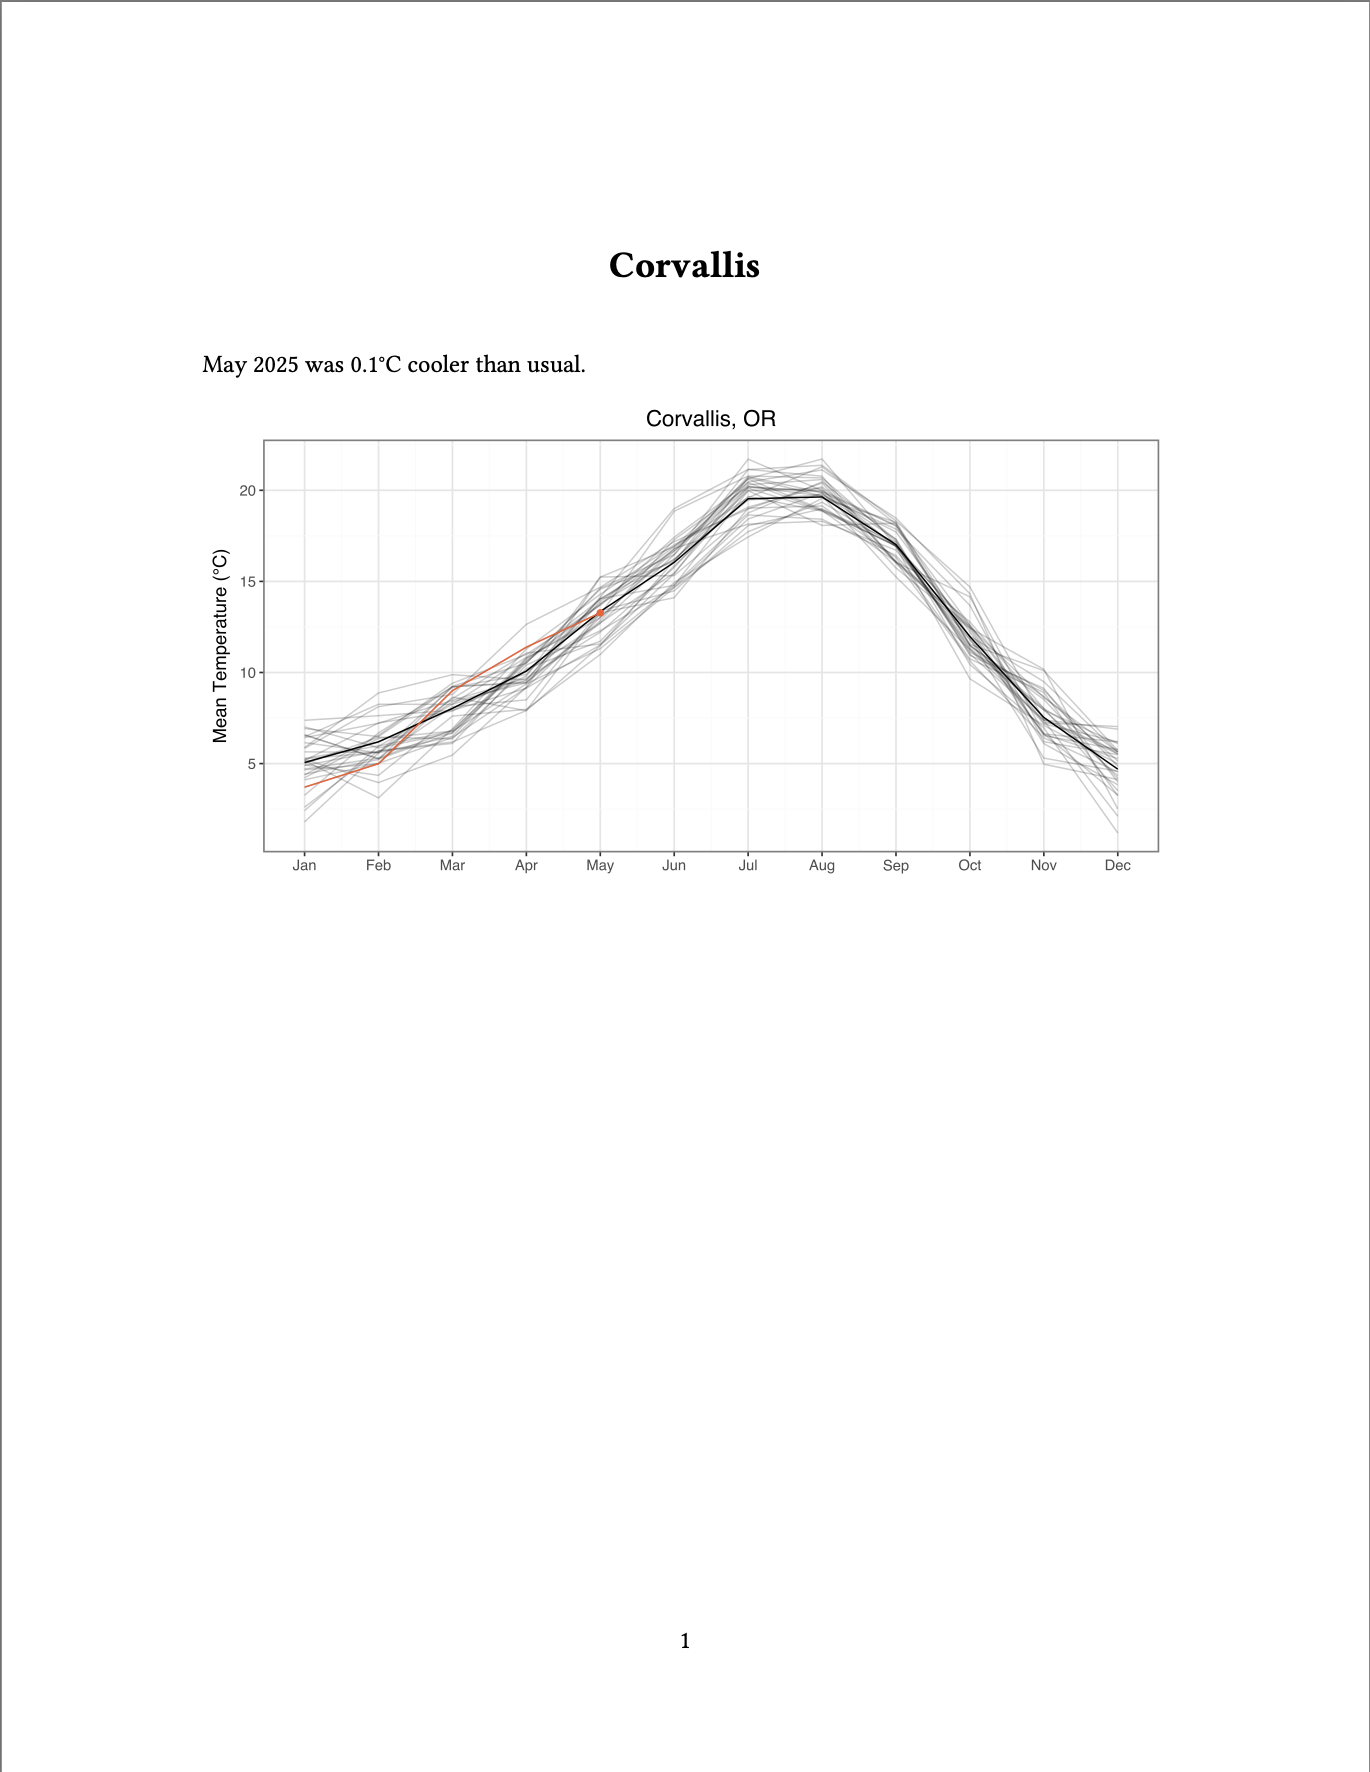 Corvallis
May 2025 was 0.1°C cooler than usual.
Corvallis, OR
Mean Temperature (°C)
20
15
10
5
Jan Feb Mar Apr May Jun Jul Aug Sep Oct Nov Dec
1